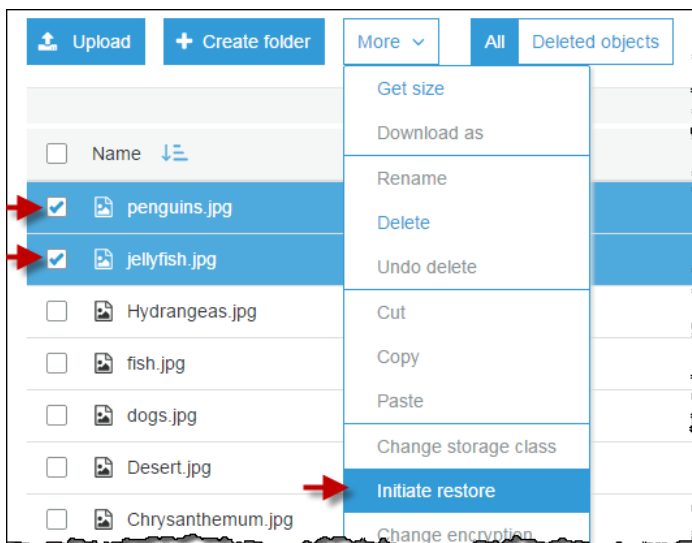 Upload
Create folder
More
All
Deleted objects
Get size
Download as
Name
Rename
penguins.jpg
Delete
jellyfish.jpg
Undo delete
Hydrangeas.jpg
Cut
Copy
fish.jpg
Paste
dogs.jpg
Change storage class
Desert.jpg
Initiate restore
Chrysanthemum.jpg
Change encryption